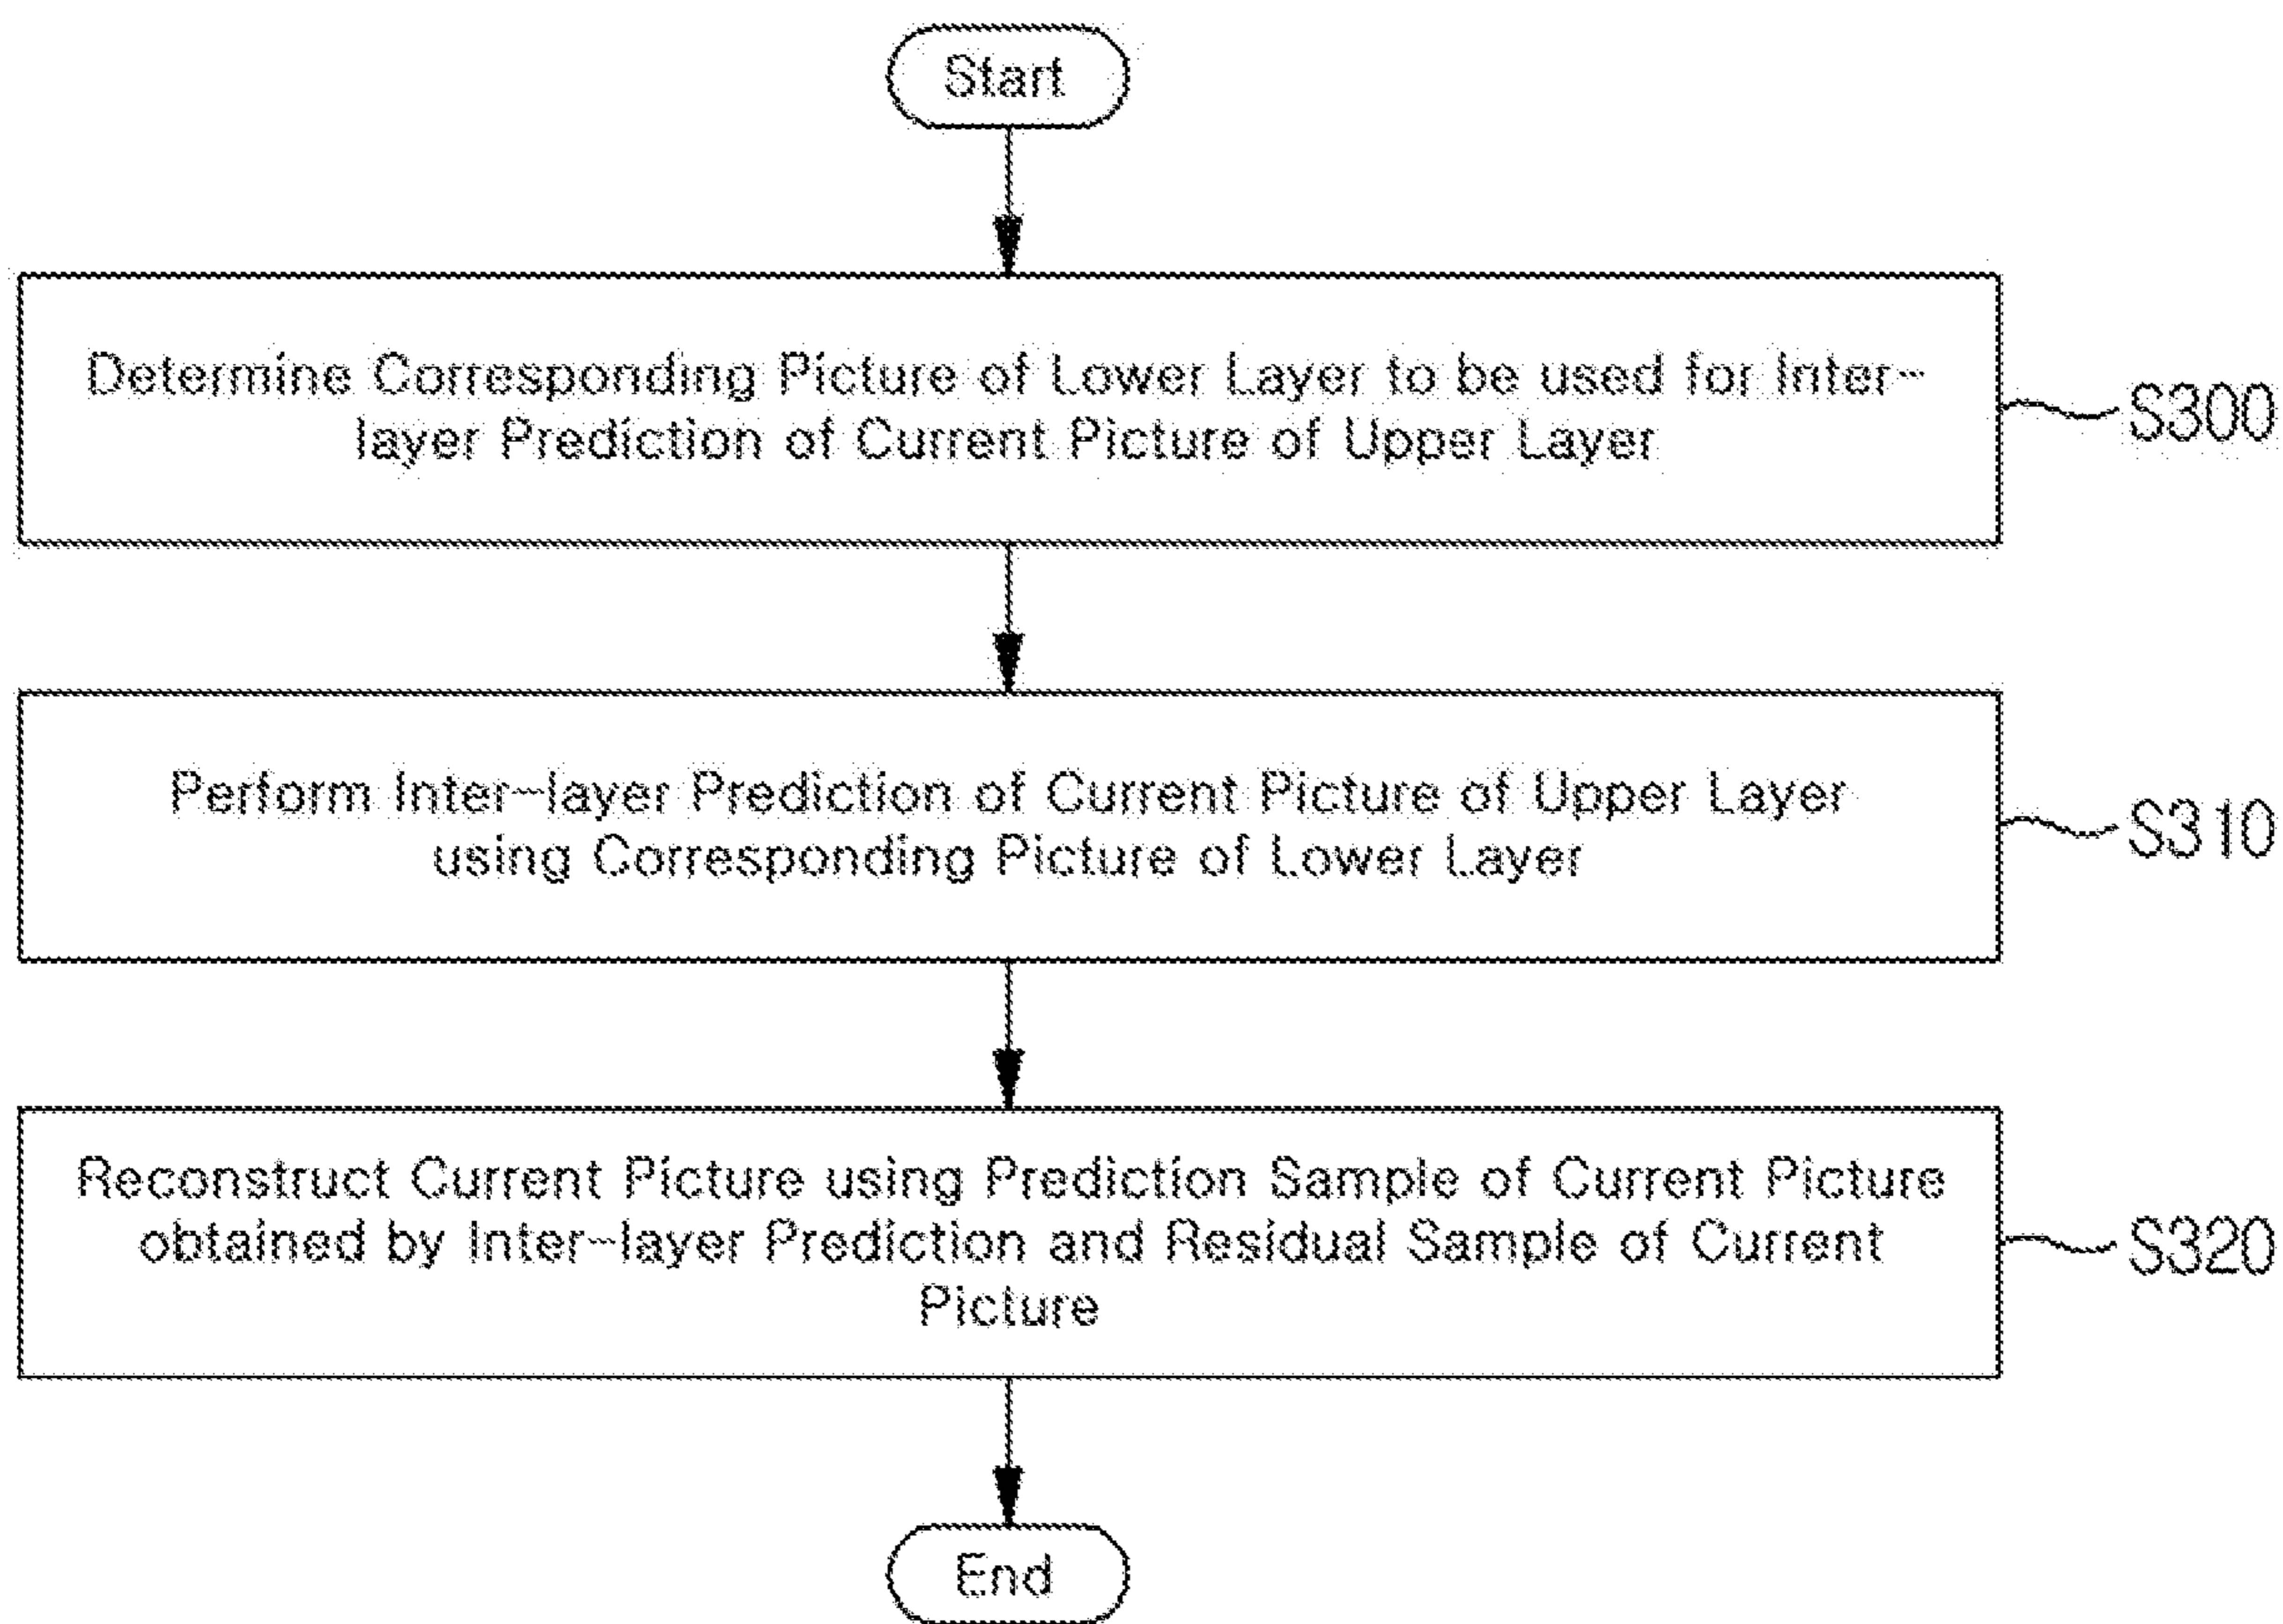 Start
Determine Corresponding Picture of Lower Layer to be used for Inter-
layer Prediction of Current Picture of Upper Layer
S300
Perform Inter-layer Prediction of Current Picture of Upper Layer
using Corresponding Picture of Lower Layer
S310
Reconstruct Current Picture using Prediction Sample of Current Picture
obtained by Inter-layer Prediction and Residual Sample of Current
Picture
S320
End